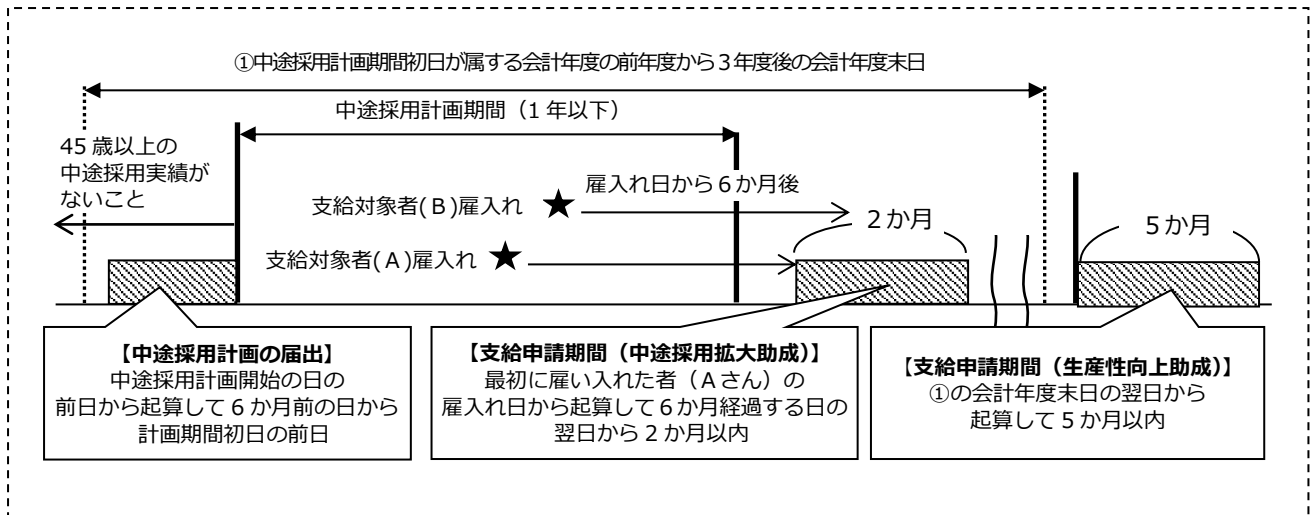 ①中途採用計画期間初日が属する会計年度の前年度から３年度後の会計年度末日
中途採用計画期間（1 年以下）
45 歳以上の
中途採用実績が
ないこと
雇入れ日から６か月後
支給対象者(Ｂ)雇入れ ★
２か月
５か月
支給対象者(Ａ)雇入れ ★
【中途採用計画の届出】
中途採用計画開始の日の
前日から起算して 6 か月前の日から
計画期間初日の前日
【支給申請期間（中途採用拡大助成）】
最初に雇い入れた者（Ａさん）の
雇入れ日から起算して６か月経過する日の
翌日から 2 か月以内
【支給申請期間（生産性向上助成）】
①の会計年度末日の翌日から
起算して 5 か月以内